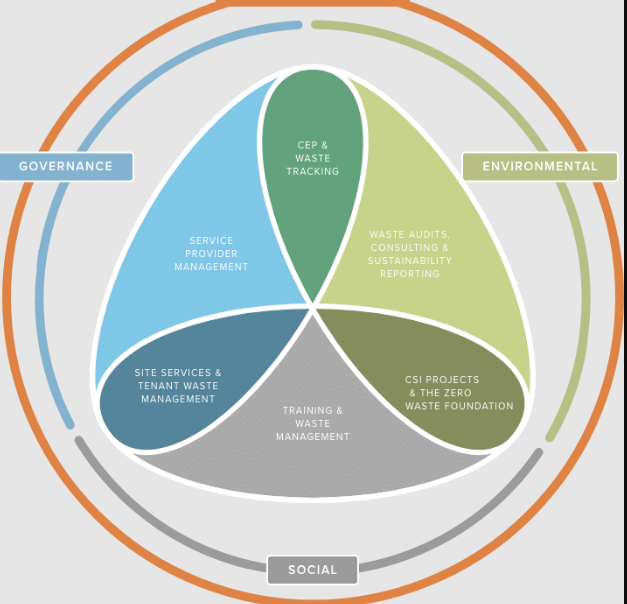 GOVERNANCE
ENVIRONMENTAL
CEP &
WASTE
TRACKING
SERVICE
PROVIDER
MANAGEMENT
WASTE AUDITS,
CONSULTING &
SUSTAINABILITY
REPORTING
SITE SERVICES &
TENANT WASTE
MANAGEMENT
CSI PROJECTS
& THE ZERO
WASTE FOUNDATION
TRAINING &
WASTE
MANAGEMENT
SOCIAL